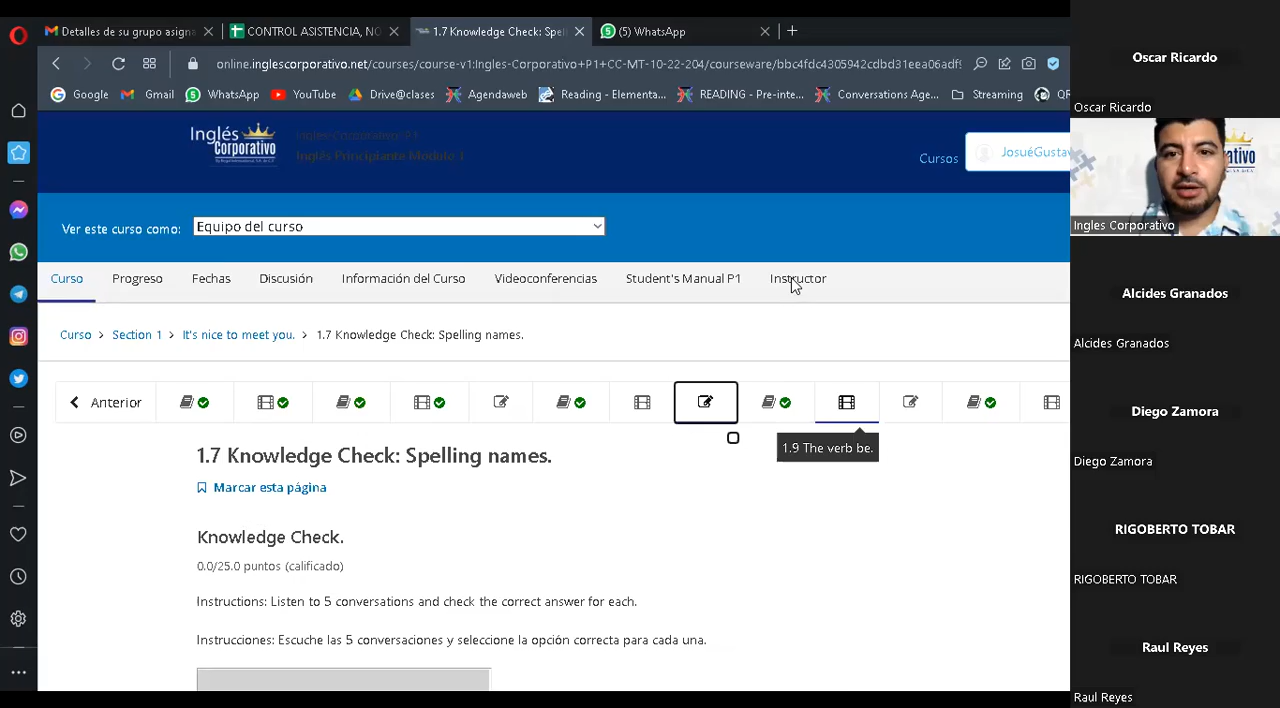 Detalles de su grupo asigna
CONTROL ASISTENCIA, NO
1.7 Knowledge Check: Spel
(5) WhatsApp
online.inglescorporativo.net/courses/course-v1:Ingles-Corporativo+P1+CC-MT-10-22-204/courseware/bbc4fdc4305942cdbd31eea06adf9
Google
Gmail
WhatsApp
YouTube
Drive@clases
Agendaweb
Reading - Elementa...
READING - Pre-inte...
Conversations Age...
Streaming
QR
Inglés
Corporativo
Ingles-Corporativo: P1
Inglés Principiante Módulo 1
Cursos
JosuéGustav
Ver este curso como:
Equipo del curso
Curso
Progreso
Fechas
Discusión
Información del Curso
Videoconferencias
Student's Manual P1
Instructor
Curso > Section 1 > It's nice to meet you. > 1.7 Knowledge Check: Spelling names.
Anterior
1.9 The verb be.
1.7 Knowledge Check: Spelling names.
Marcar esta página
Knowledge Check.
0.0/25.0 puntos (calificado)
Instructions: Listen to 5 conversations and check the correct answer for each.
Instrucciones: Escuche las 5 conversaciones y seleccione la opción correcta para cada una.
Oscar Ricardo
Oscar Ricardo
Ingles Corporativo
Alcides Granados
Alcides Granados
Diego Zamora
Diego Zamora
RIGOBERTO TOBAR
RIGOBERTO TOBAR
Raul Reyes
Raul Reyes